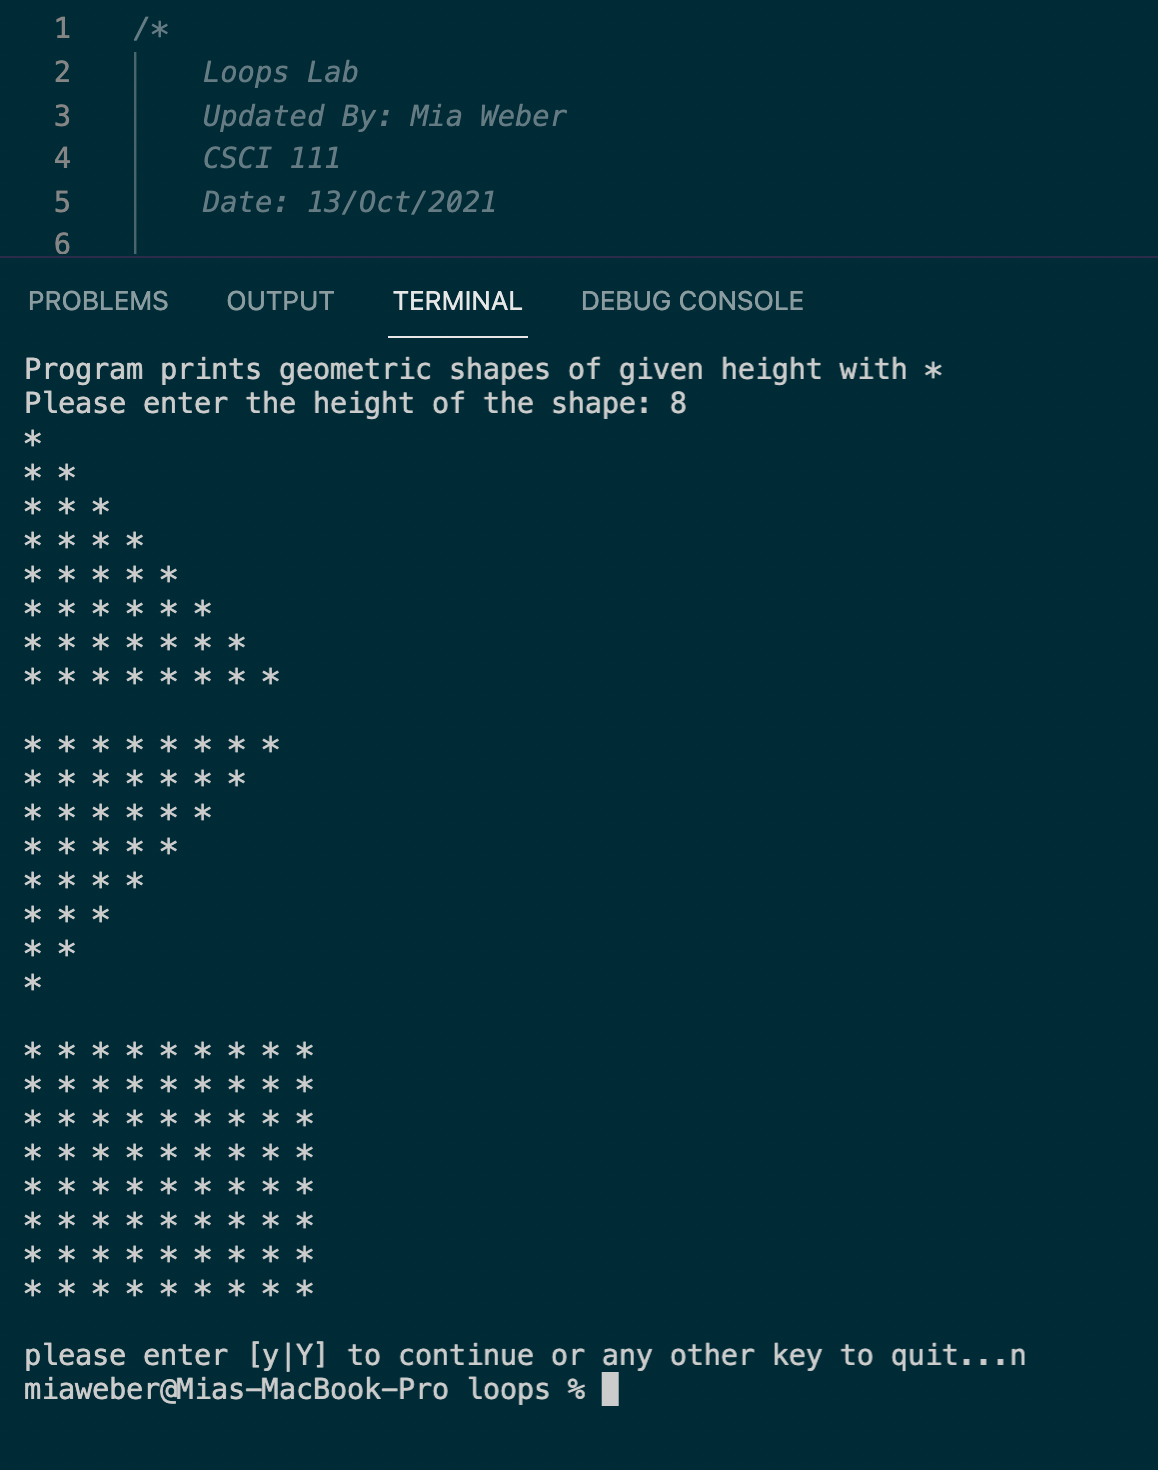 1 /*
2 Loops Lab
3 Updated By: Mia Weber
4 CSCI 111
5 Date: 13/Oct/2021
6
PROBLEMS OUTPUT TERMINAL DEBUG CONSOLE
Program prints geometric shapes of given height with *
Please enter the height of the shape: 8
*
* *
* * *
* * * *
* * * * *
* * * * * *
* * * * * * *
* * * * * * * *

* * * * * * * *
* * * * * * *
* * * * * *
* * * * *
* * * *
* * *
* *
*

* * * * * * * * *
* * * * * * * * *
* * * * * * * * *
* * * * * * * * *
* * * * * * * * *
* * * * * * * * *
* * * * * * * * *
* * * * * * * * *

please enter [y|Y] to continue or any other key to quit...n
miaweber@Mias-MacBook-Pro loops %